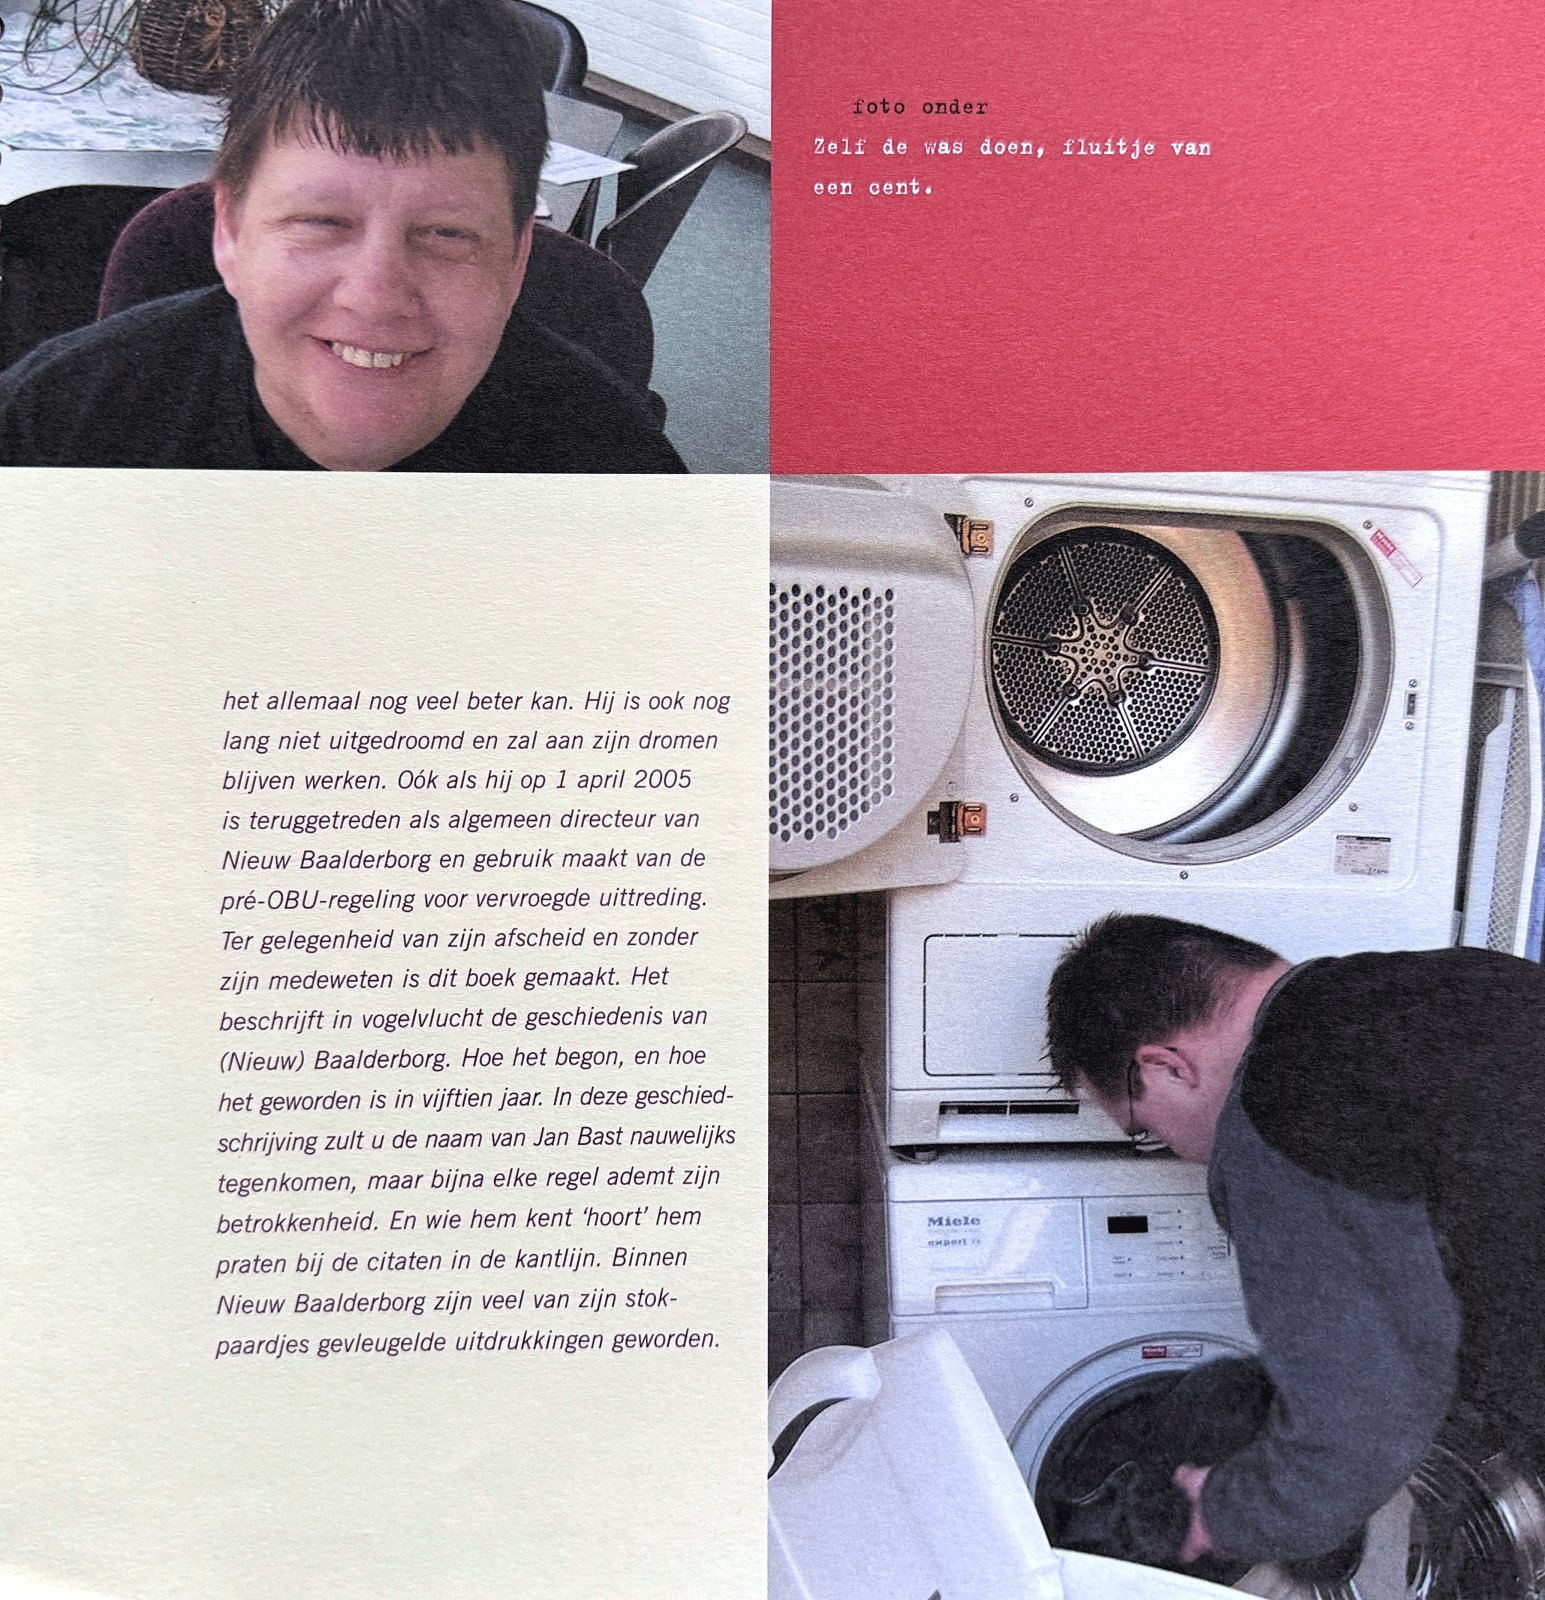 foto onder
Zelf de was doen, fluitje van
een cent.
het allemaal nog veel beter kan. Hij is ook nog
lang niet uitgedroomd en zal aan zijn dromen
blijven werken. Oók als hij op 1 april 2005
is teruggetreden als algemeen directeur van
Nieuw Baalderborg en gebruik maakt van de
pré-OBU-regeling voor vervroegde uittreding.
Ter gelegenheid van zijn afscheid en zonder
zijn medeweten is dit boek gemaakt. Het
beschrijft in vogelvlucht de geschiedenis van
(Nieuw) Baalderborg. Hoe het begon, en hoe
het geworden is in vijftien jaar. In deze geschied-
schrijving zult u de naam van Jan Bast nauwelijks
tegenkomen, maar bijna elke regel ademt zijn
betrokkenheid. En wie hem kent ‘hoort’ hem
praten bij de citaten in de kantlijn. Binnen
Nieuw Baalderborg zijn veel van zijn stok-
paardjes gevleugelde uitdrukkingen geworden.
Miele